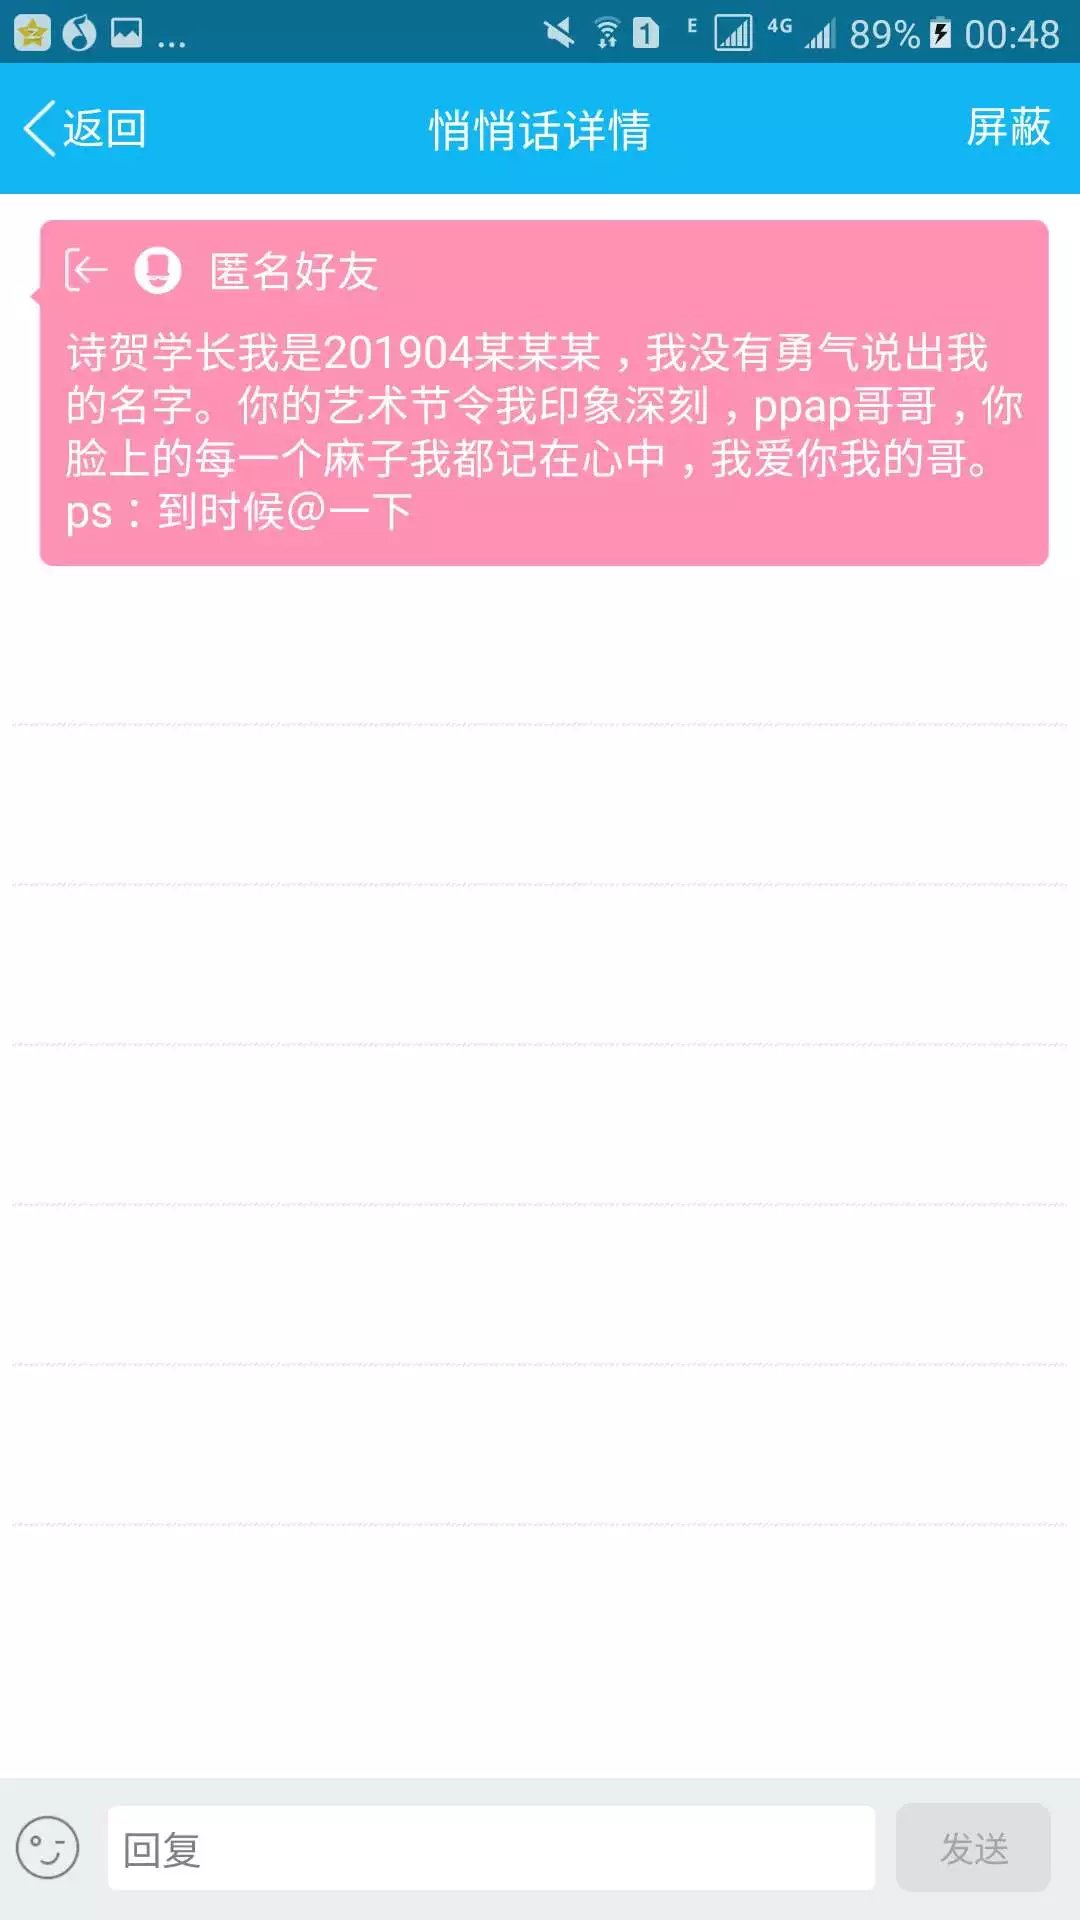 ... 1 E 4G 89% 00:48
返回 悄悄话详情 屏蔽
匿名好友
诗贺学长我是201904某某某，我没有勇气说出我
的名字。你的艺术节令我印象深刻，ppap哥哥，你
脸上的每一个麻子我都记在心中，我爱你我的哥。
ps：到时候@一下
回复 发送